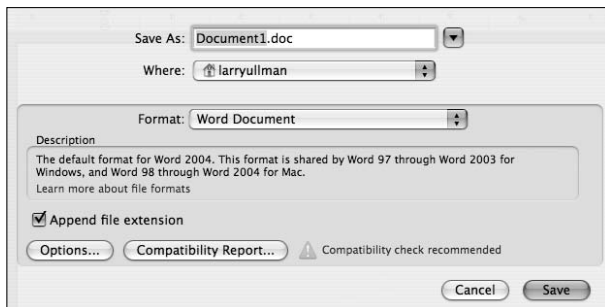 Save As: Document1.doc
Where: larryullman
Format: Word Document
Description
The default format for Word 2004. This format is shared by Word 97 through Word 2003 for
Windows, and Word 98 through Word 2004 for Mac.
Learn more about file formats
Append file extension
Options... Compatibility Report... Compatibility check recommended
Cancel Save